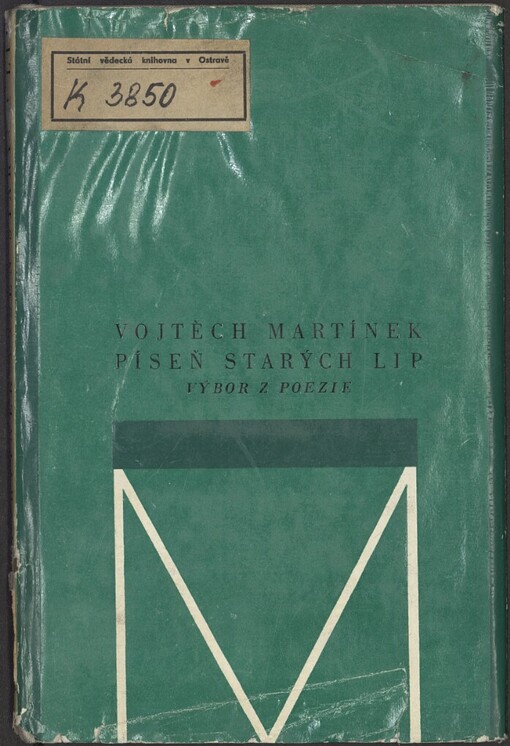 Státní vědecká knihovna v Ostravě
K 3850
VOJTĚCH MARTÍNEK
PÍSEŇ STARÝCH LIP
VÝBOR Z POEZIE
M